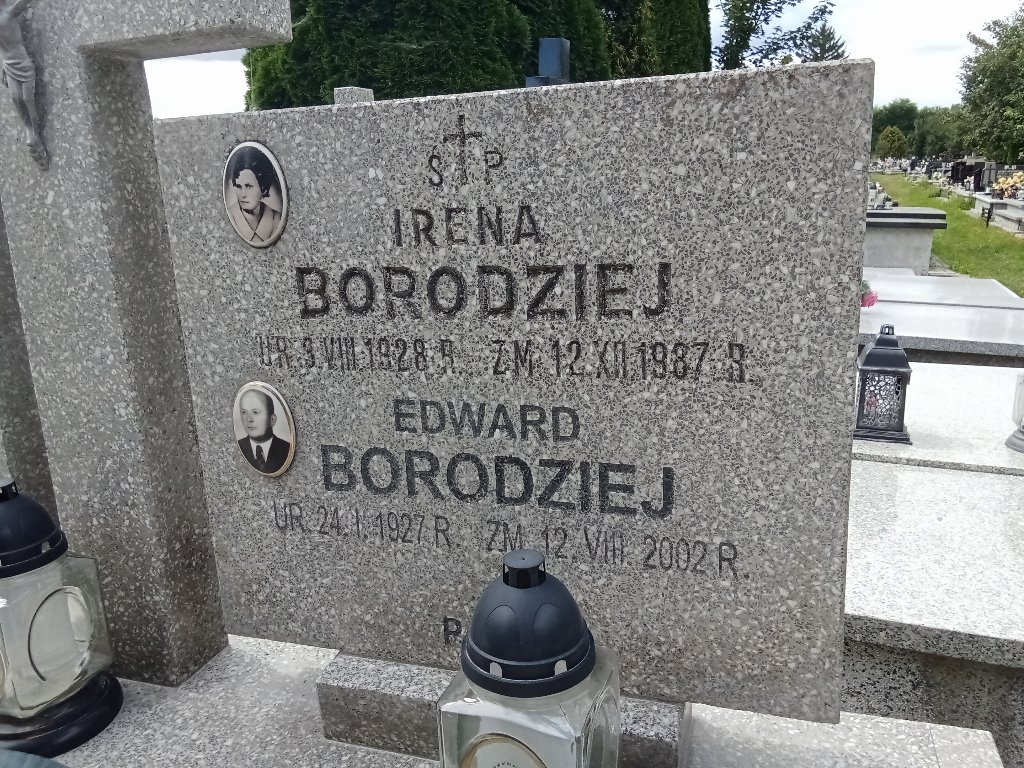 S P
IRENA
BORODZIEJ
UR. 3.VIII.1928 R. ZM. 12.XII.1987 R.
EDWARD
BORODZIEJ
UR. 24.I.1927 R. ZM. 12.VIII.2002 R.